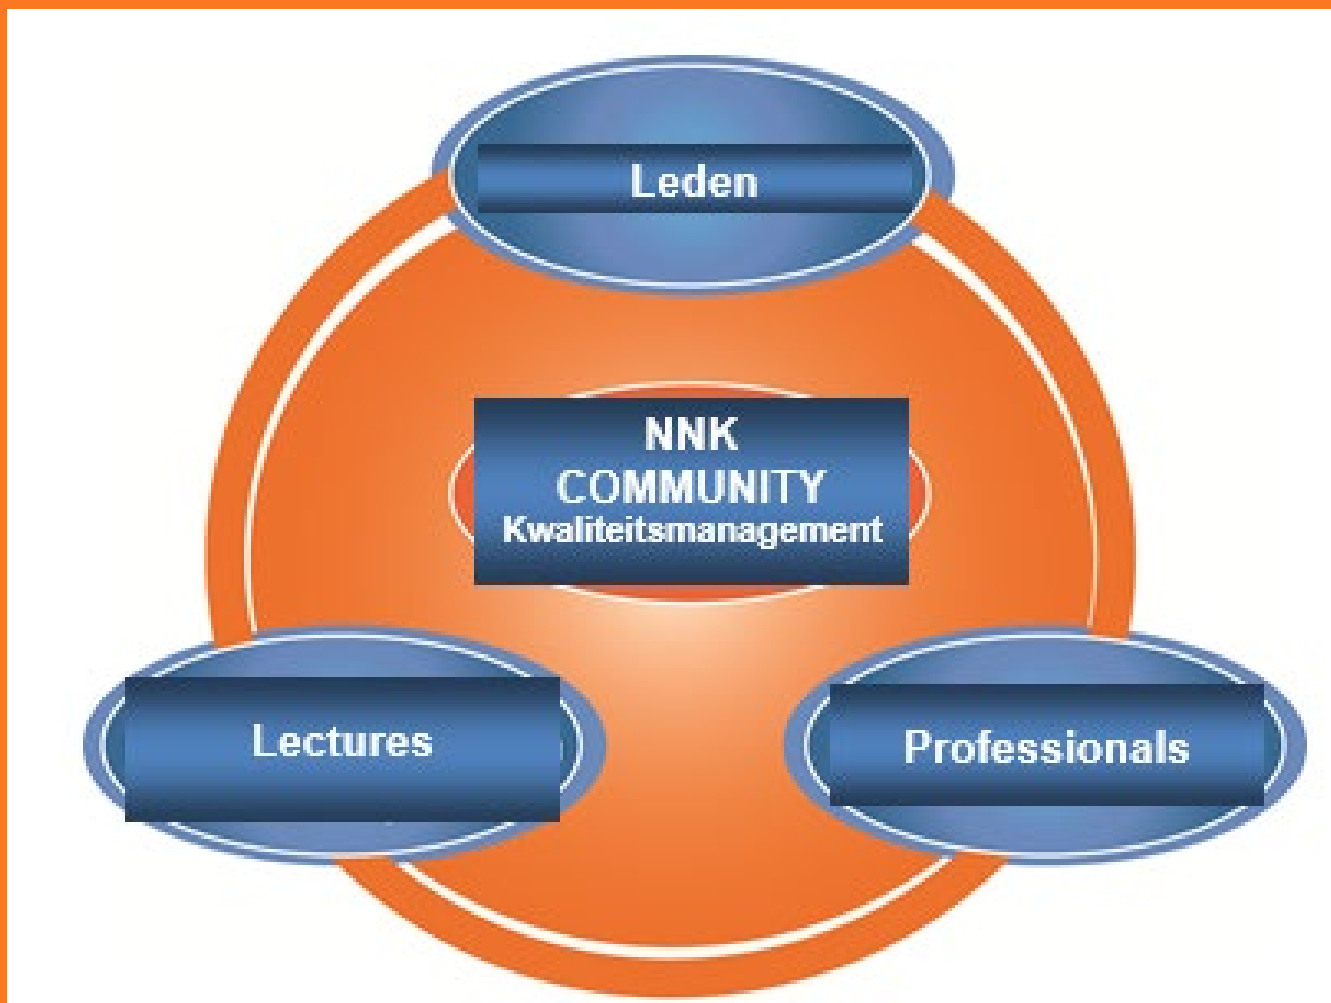 Leden
NNK
COMMUNITY
Kwaliteitsmanagement
Lectures
Professionals